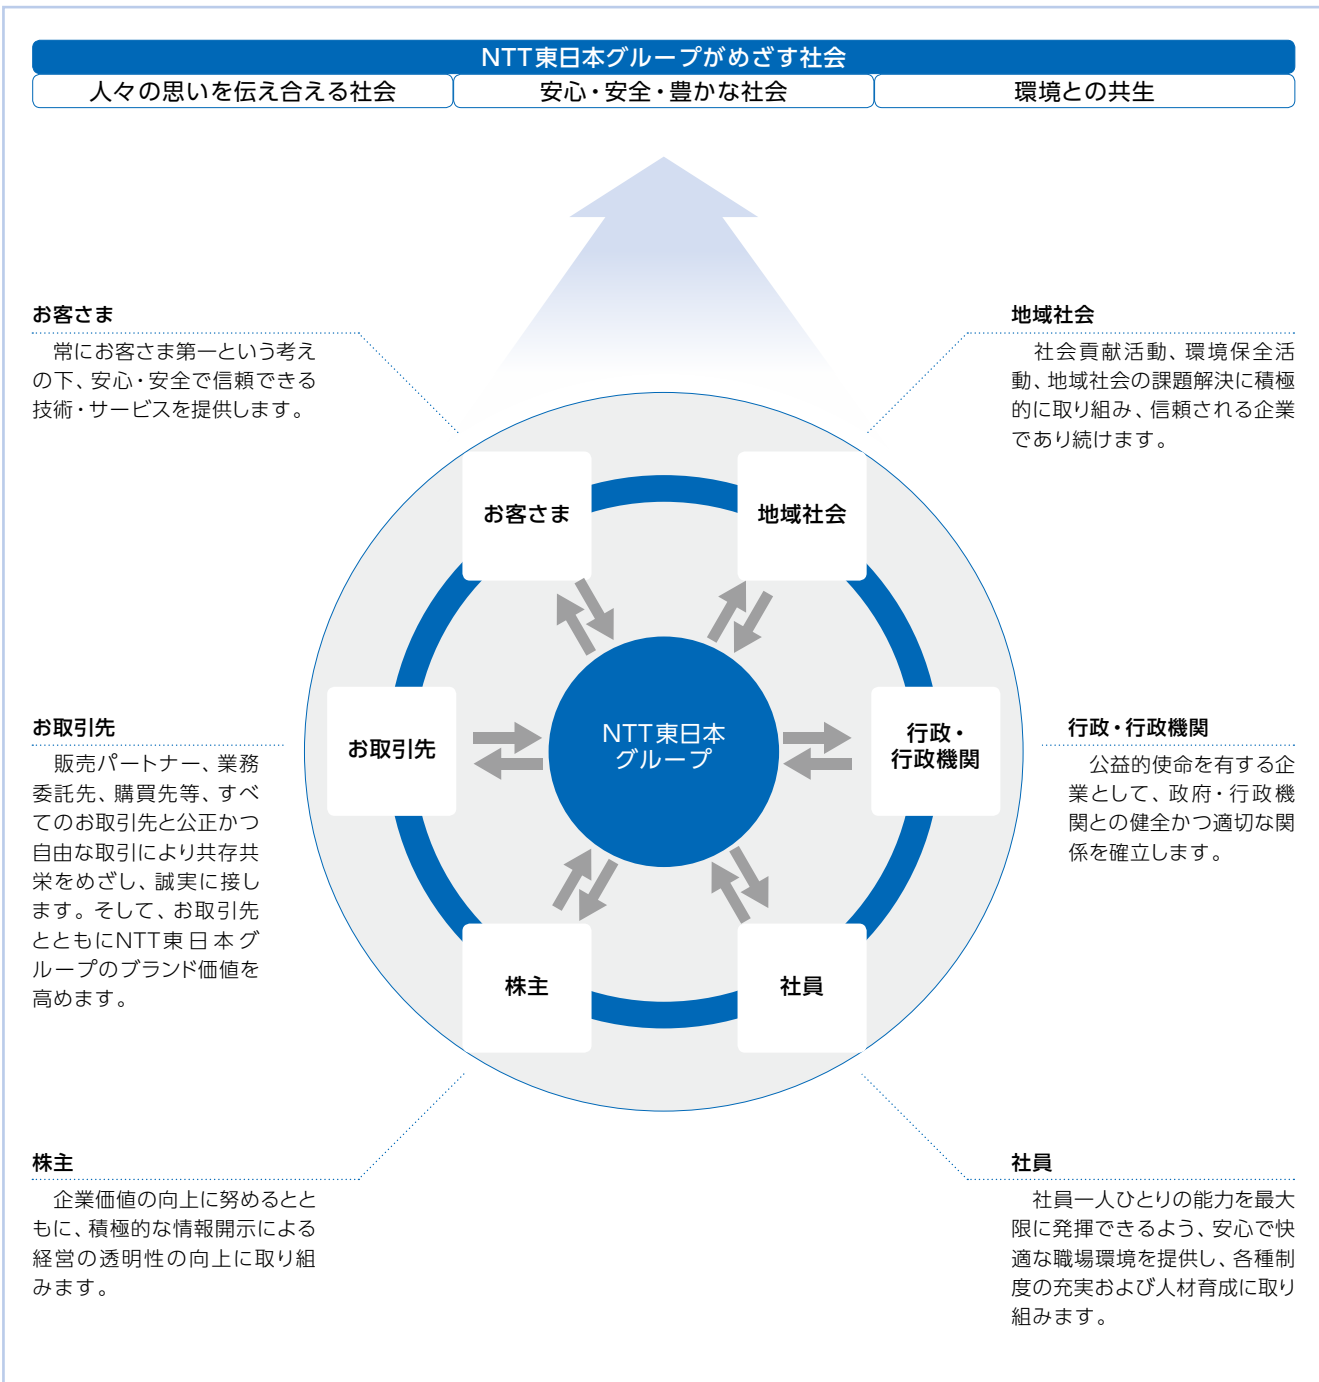 NTT東日本グループがめざす社会
人々の思いを伝え合える社会
安心・安全・豊かな社会
環境との共生
お客さま
常にお客さま第一という考え
の下、安心・安全で信頼できる
技術・サービスを提供します。
地域社会
社会貢献活動、環境保全活
動、地域社会の課題解決に積極
的に取り組み、信頼される企業
であり続けます。
お客さま
地域社会
お取引先
NTT東日本
グループ
行政・
行政機関
株主
社員
お取引先
販売パートナー、業務
委託先、購買先等、すべ
てのお取引先と公正かつ
自由な取引により共存共
栄をめざし、誠実に接し
ます。そして、お取引先
とともにNTT東日本グ
ループのブランド価値を
高めます。
行政・行政機関
公益的使命を有する企
業として、政府・行政機
関との健全かつ適切な関
係を確立します。
株主
企業価値の向上に努めるとと
もに、積極的な情報開示による
経営の透明性の向上に取り組
みます。
社員
社員一人ひとりの能力を最大
限に発揮できるよう、安心で快
適な職場環境を提供し、各種制
度の充実および人材育成に取り
組みます。